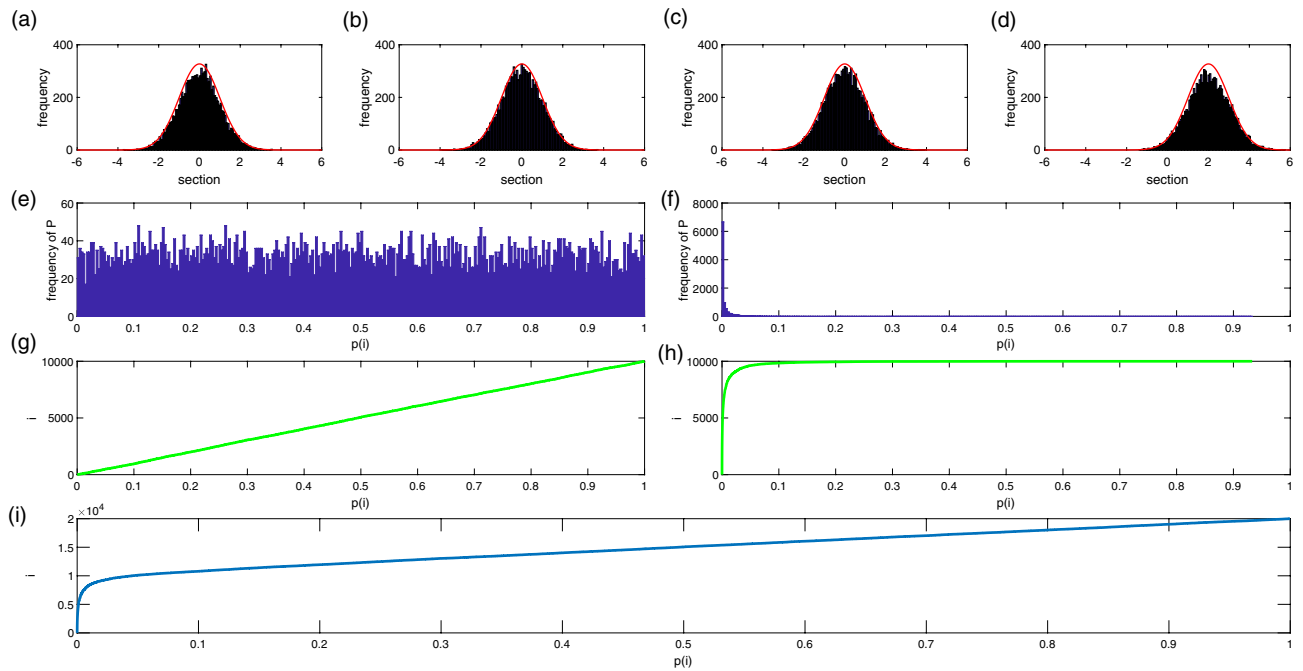 (a) (b) (c) (d)
400 400 400 400
frequency frequency frequency frequency
200 200 200 200
0 0 0 0
-6 -4 -2 0 2 4 6 -6 -4 -2 0 2 4 6 -6 -4 -2 0 2 4 6 -6 -4 -2 0 2 4 6
section section section section
(e) (f)
60 8000
frequency of P frequency of P
40 6000
20 4000
0 2000
0
0 0.1 0.2 0.3 0.4 0.5 0.6 0.7 0.8 0.9 1 0 0.1 0.2 0.3 0.4 0.5 0.6 0.7 0.8 0.9 1
p(i) p(i)
(g) (h)
10000 10000
i i
5000 5000
0 0
0 0.1 0.2 0.3 0.4 0.5 0.6 0.7 0.8 0.9 1 0 0.1 0.2 0.3 0.4 0.5 0.6 0.7 0.8 0.9 1
p(i) p(i)
(i)
×10⁴
2
1.5
i
1
0.5
0
0 0.1 0.2 0.3 0.4 0.5 0.6 0.7 0.8 0.9 1
p(i)